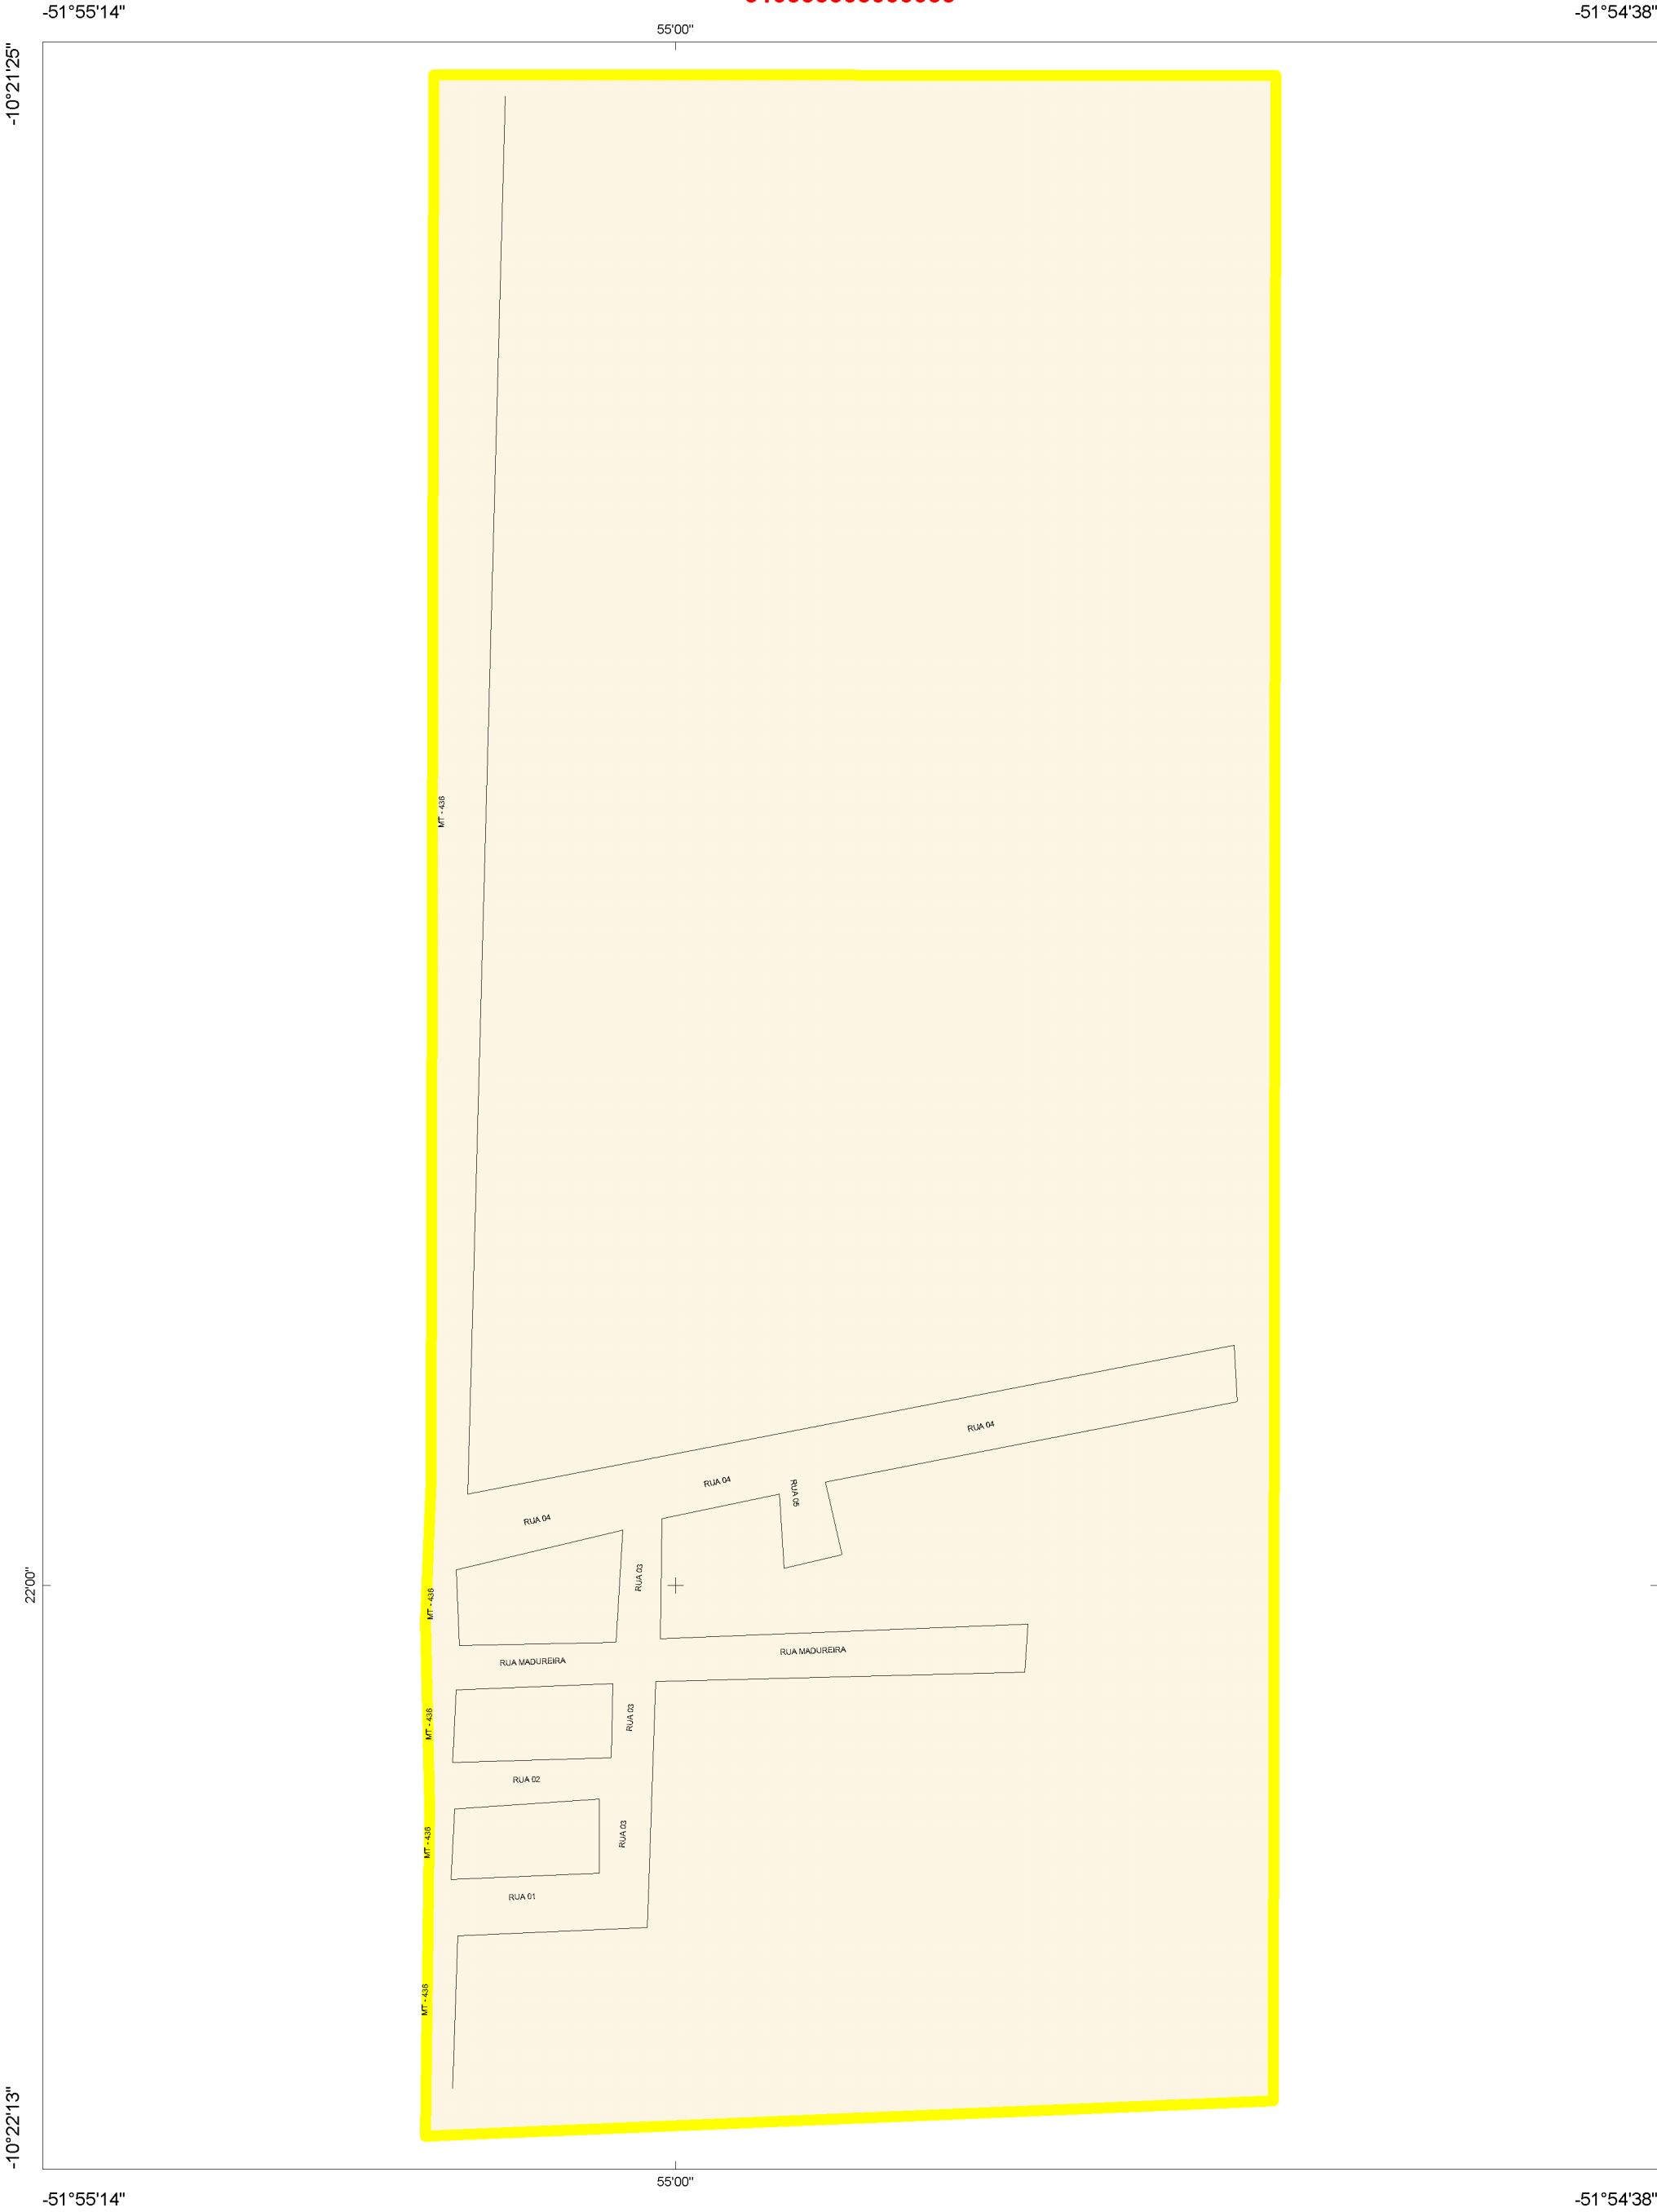 -51°55'14"
-51°54'38"
55'00"
-10°21'25"
MT - 436
RUA 04
RUA 04
RUA 05
RUA 04
RUA 03
22'00"
MT - 436
RUA MADUREIRA
RUA MADUREIRA
RUA 03
MT - 436
RUA 02
RUA 03
MT - 436
RUA 01
MT - 436
-10°22'13"
55'00"
-51°55'14"
-51°54'38"